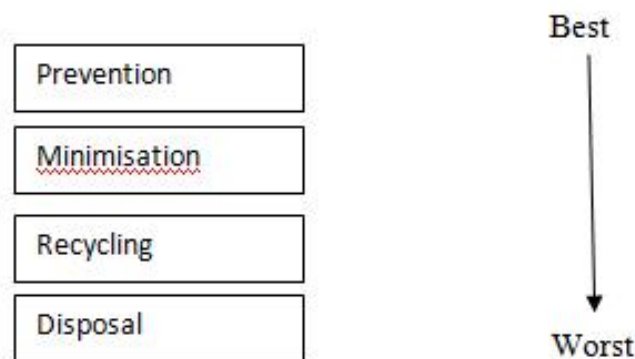 Best
Prevention
Minimisation
Recycling
Disposal
Worst